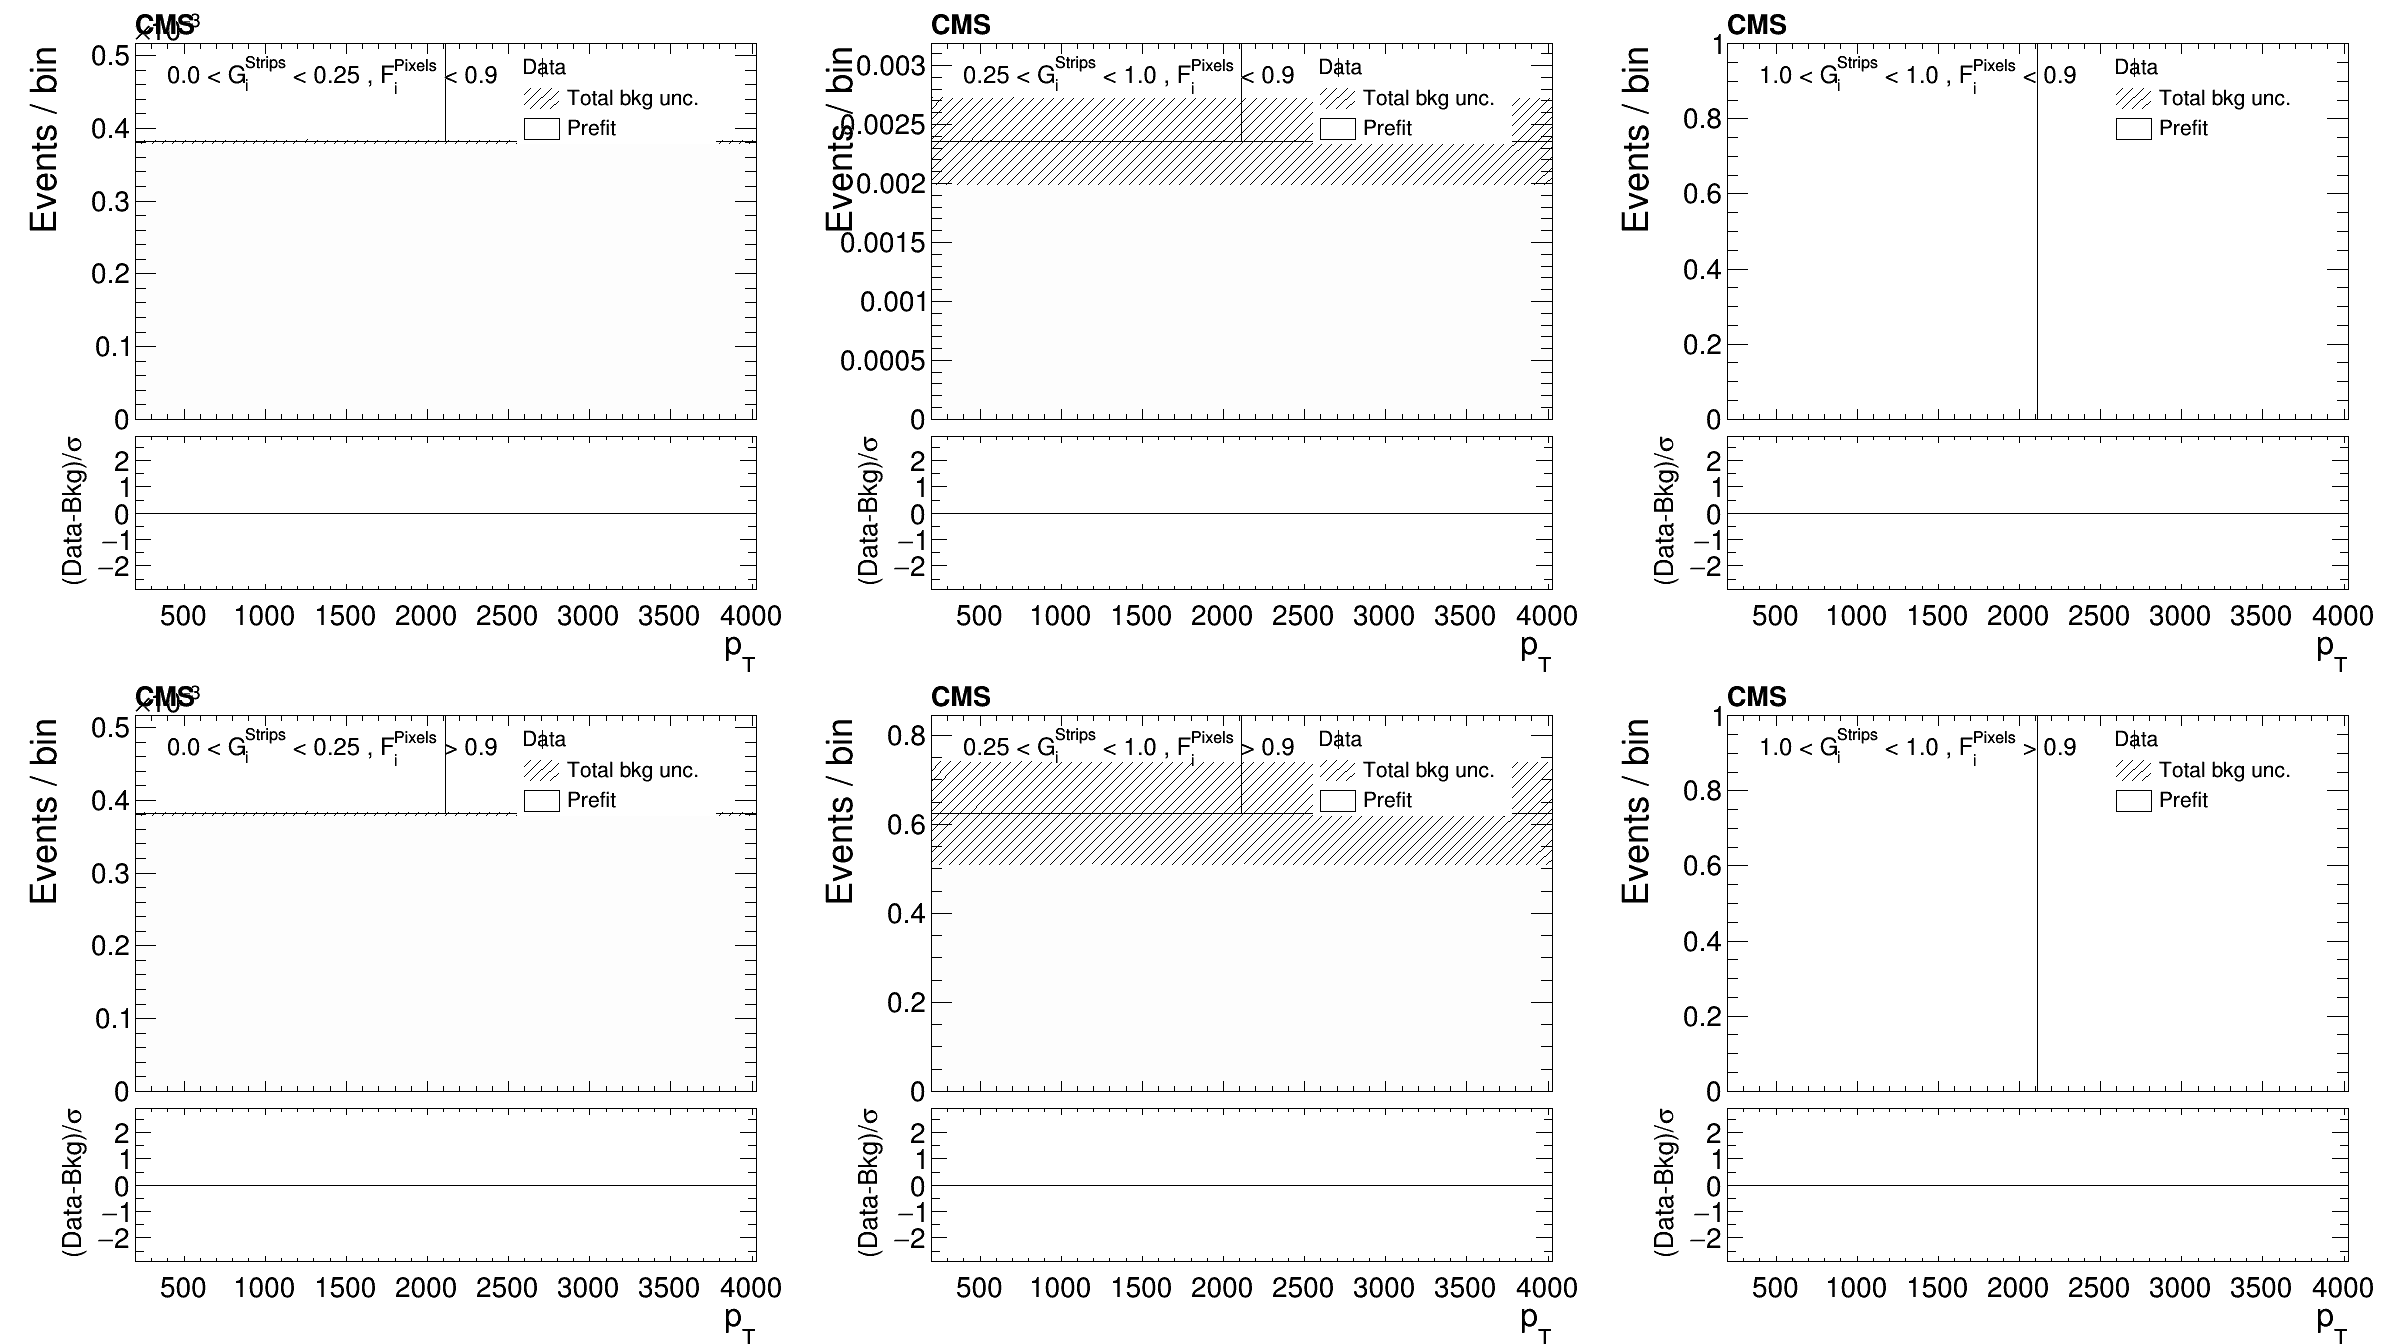 CMS
×10⁻³
Events / bin
0.0 < G_i^Strips < 0.25 , F_i^Pixels < 0.9
Data
Total bkg unc.
Prefit
0.5
0.4
0.3
0.2
0.1
0
(Data-Bkg)/σ
2
1
0
−1
−2
500 1000 1500 2000 2500 3000 3500 4000
p_T
CMS
Events / bin
0.25 < G_i^Strips < 1.0 , F_i^Pixels < 0.9
Data
Total bkg unc.
Prefit
0.003
0.0025
0.002
0.0015
0.001
0.0005
0
(Data-Bkg)/σ
2
1
0
−1
−2
500 1000 1500 2000 2500 3000 3500 4000
p_T
CMS
Events / bin
1.0 < G_i^Strips < 1.0 , F_i^Pixels < 0.9
Data
Total bkg unc.
Prefit
1
0.8
0.6
0.4
0.2
0
(Data-Bkg)/σ
2
1
0
−1
−2
500 1000 1500 2000 2500 3000 3500 4000
p_T
CMS
×10⁻³
Events / bin
0.0 < G_i^Strips < 0.25 , F_i^Pixels > 0.9
Data
Total bkg unc.
Prefit
0.5
0.4
0.3
0.2
0.1
0
(Data-Bkg)/σ
2
1
0
−1
−2
500 1000 1500 2000 2500 3000 3500 4000
p_T
CMS
Events / bin
0.25 < G_i^Strips < 1.0 , F_i^Pixels > 0.9
Data
Total bkg unc.
Prefit
0.8
0.6
0.4
0.2
0
(Data-Bkg)/σ
2
1
0
−1
−2
500 1000 1500 2000 2500 3000 3500 4000
p_T
CMS
Events / bin
1.0 < G_i^Strips < 1.0 , F_i^Pixels > 0.9
Data
Total bkg unc.
Prefit
1
0.8
0.6
0.4
0.2
0
(Data-Bkg)/σ
2
1
0
−1
−2
500 1000 1500 2000 2500 3000 3500 4000
p_T